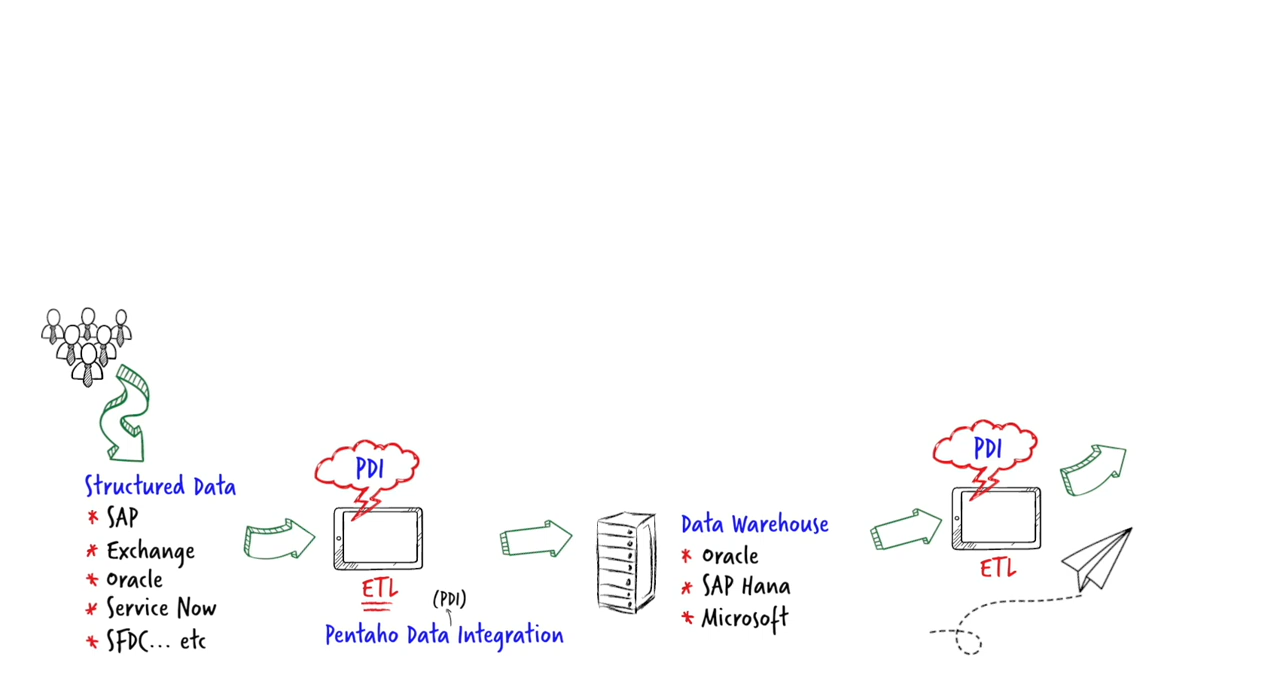 Structured Data
* SAP
* Exchange
* Oracle
* Service Now
* SFDC... etc
PDI
ETL
(PDI)
Pentaho Data Integration
Data Warehouse
* Oracle
* SAP Hana
* Microsoft
PDI
ETL